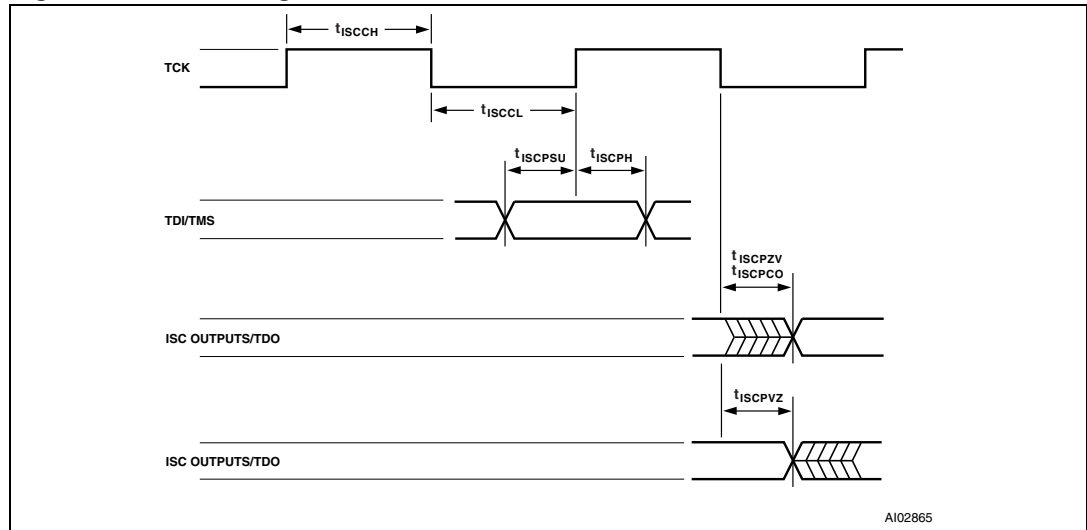 tISCCH
TCK
tISCCL
tISCPSU
tISCPH
TDI/TMS
tISCPZV
tISCPCO
ISC OUTPUTS/TDO
tISCPVZ
ISC OUTPUTS/TDO
AI02865